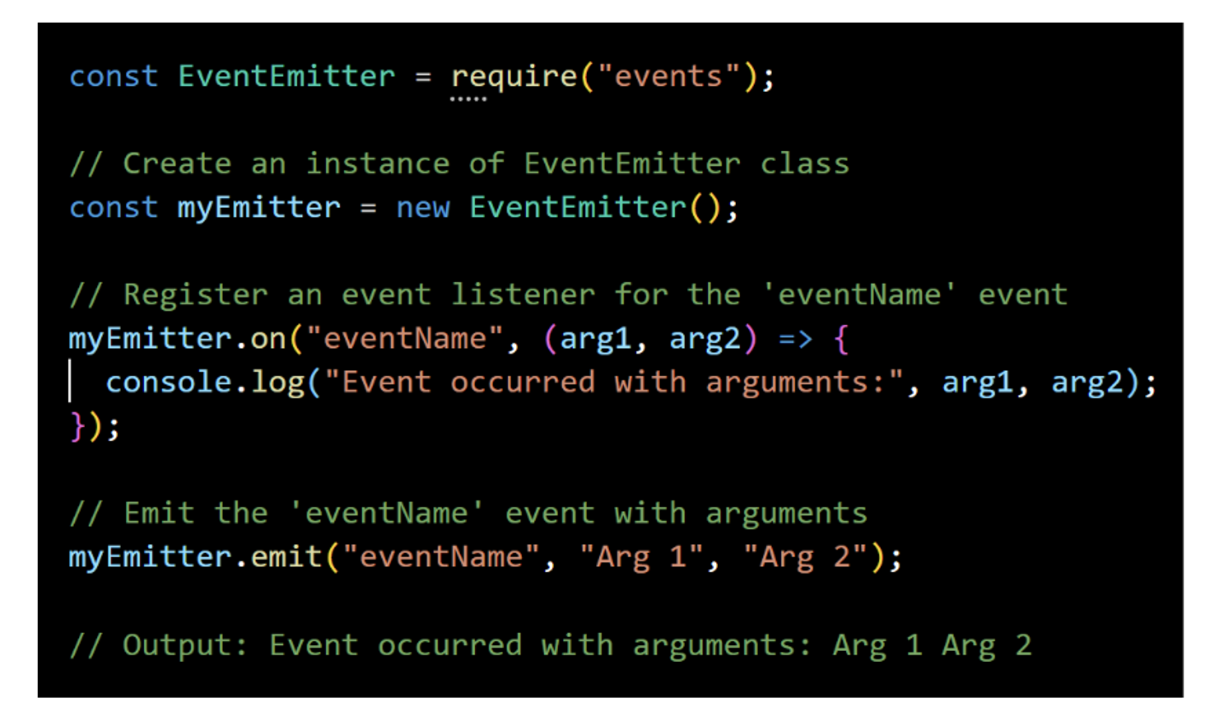 const EventEmitter = require("events");
// Create an instance of EventEmitter class
const myEmitter = new EventEmitter();
// Register an event listener for the 'eventName' event
myEmitter.on("eventName", (arg1, arg2) => {
  console.log("Event occurred with arguments:", arg1, arg2);
});
// Emit the 'eventName' event with arguments
myEmitter.emit("eventName", "Arg 1", "Arg 2");
// Output: Event occurred with arguments: Arg 1 Arg 2